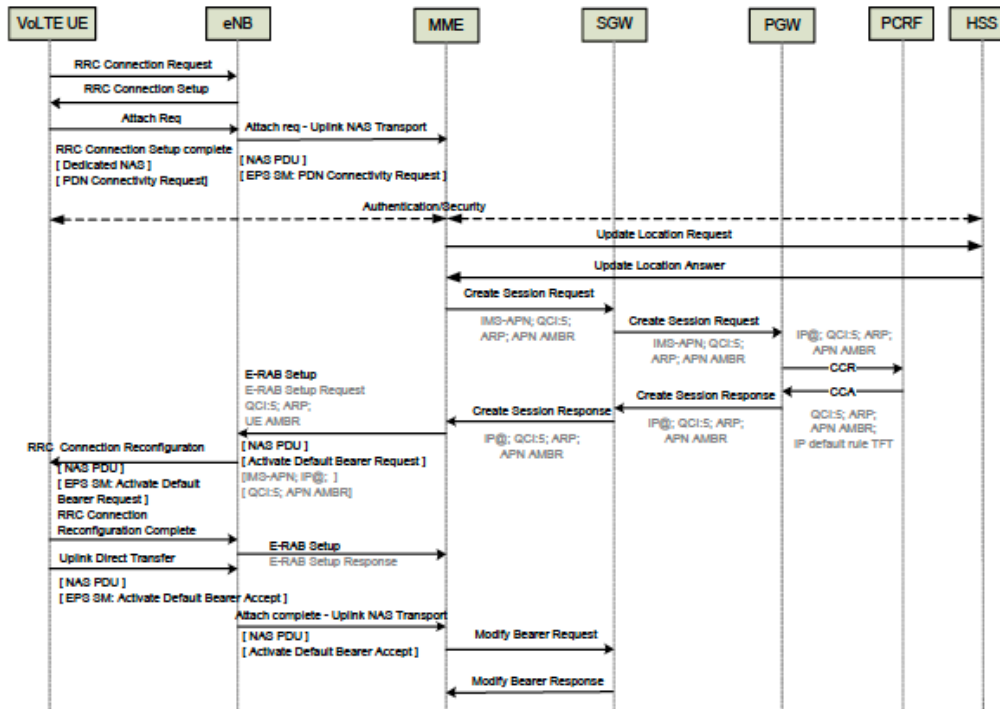 VoLTE UE
eNB
MME
SGW
PGW
PCRF
HSS
RRC Connection Request
RRC Connection Setup
Attach Req
Attach req - Uplink NAS Transport
RRC Connection Setup complete
[ Dedicated NAS ]
[ PDN Connectivity Request]
[ NAS PDU ]
[ EPS SM: PDN Connectivity Request ]
Authentication/Security
Update Location Request
Update Location Answer
Create Session Request
IMS-APN; QCI:5;
ARP; APN AMBR
Create Session Request
IMS-APN; QCI:5;
ARP; APN AMBR
IP@; QCI:5; ARP;
APN AMBR
CCR
CCA
QCI:5; ARP;
APN AMBR;
IP default rule TFT
Create Session Response
IP@; QCI:5; ARP;
APN AMBR
Create Session Response
IP@; QCI:5; ARP;
APN AMBR
E-RAB Setup
E-RAB Setup Request
QCI:5; ARP;
UE AMBR
[ NAS PDU ]
[ Activate Default Bearer Request ]
[IMS-APN; IP@; ]
[ QCI:5; APN AMBR]
RRC Connection Reconfiguraton
[ NAS PDU ]
[ EPS SM: Activate Default
Bearer Request ]
RRC Connection
Reconfiguration Complete
E-RAB Setup
E-RAB Setup Response
Uplink Direct Transfer
[ NAS PDU ]
[ EPS SM: Activate Default Bearer Accept ]
Attach complete - Uplink NAS Transport
[ NAS PDU ]
[ Activate Default Bearer Accept ]
Modify Bearer Request
Modify Bearer Response